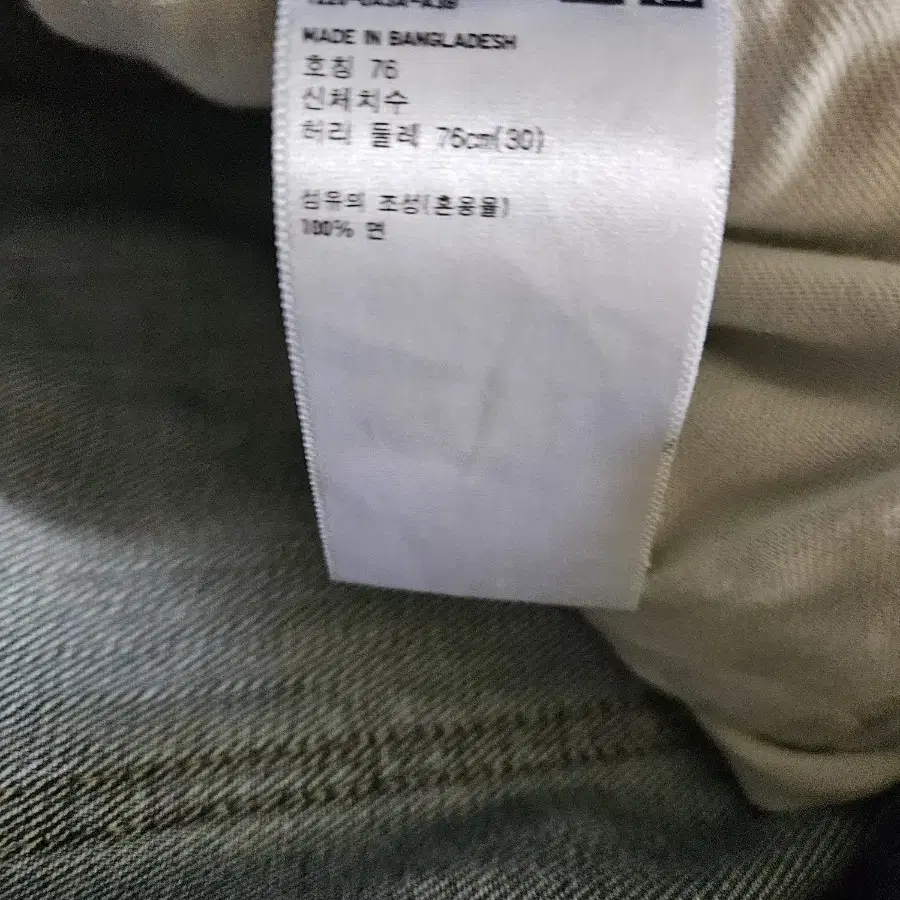 MADE IN BANGLADESH
호칭 76
신체치수
허리 둘레 76cm(30)
섬유의 조성(혼용율)
100% 면